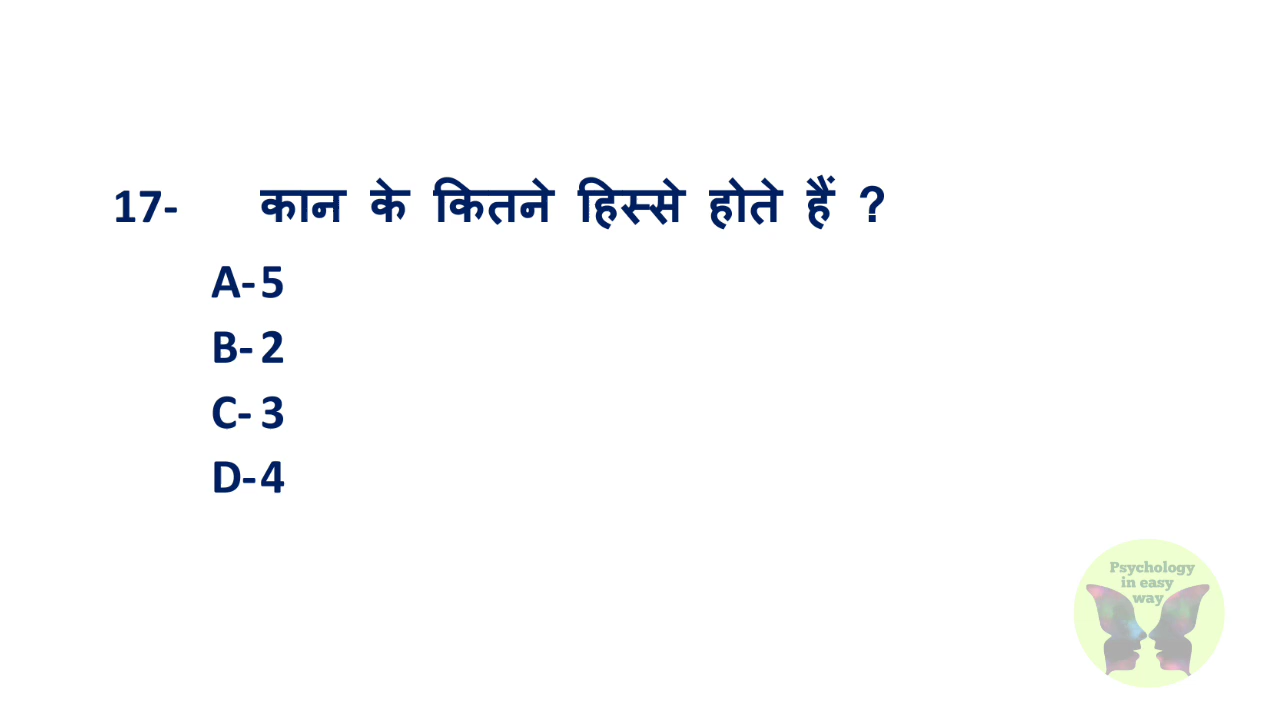 17- कान के कितने हिस्से होते हैं ?
A- 5
B- 2
C- 3
D- 4
Psychology
in easy
way